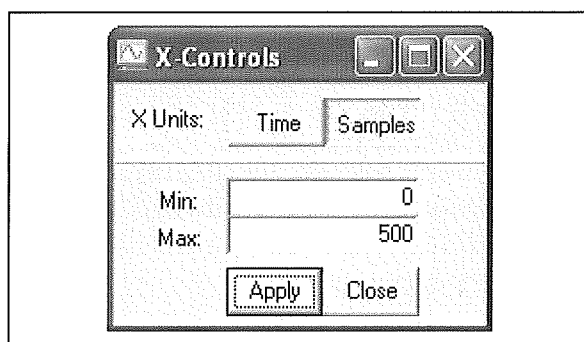 X-Controls
X Units: Time Samples
Min: 0
Max: 500
Apply Close